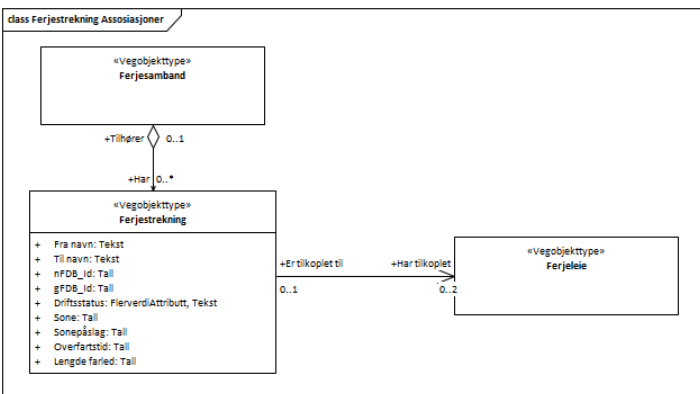 class Ferjestrekning Assosiasjoner
«Vegobjekttype»
Ferjesamband
+Tilhører 0..1
+Har 0..*
«Vegobjekttype»
Ferjestrekning
+ Fra navn: Tekst
+ Til navn: Tekst
+ nFDB_Id: Tall
+ gFDB_Id: Tall
+ Driftsstatus: FlerverdiAttributt, Tekst
+ Sone: Tall
+ Sonepåslag: Tall
+ Overfartstid: Tall
+ Lengde farled: Tall
+Er tilkoplet til +Har tilkoplet
0..1 0..2
«Vegobjekttype»
Ferjeleie